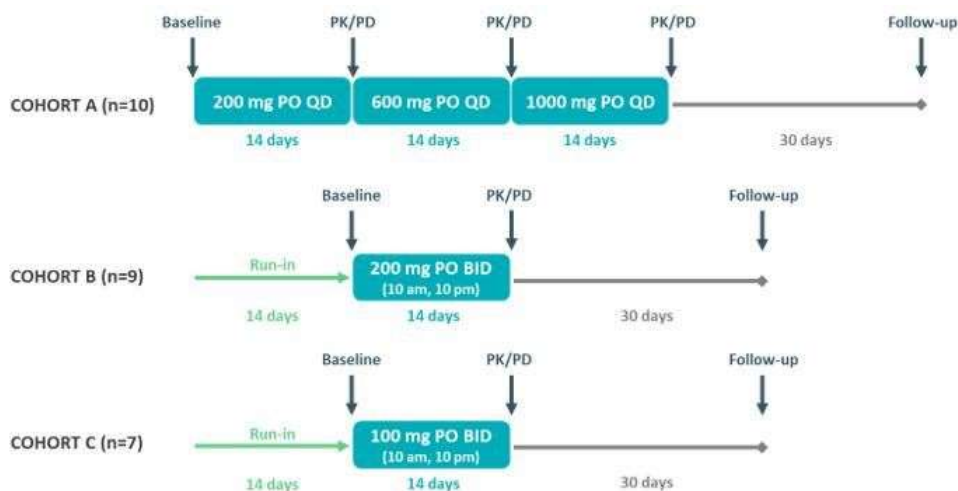 Baseline PK/PD PK/PD PK/PD Follow-up
COHORT A (n=10) 200 mg PO QD 600 mg PO QD 1000 mg PO QD
14 days 14 days 14 days 30 days
Baseline PK/PD Follow-up
COHORT B (n=9) Run-in 200 mg PO BID
(10 am, 10 pm)
14 days 14 days 30 days
Baseline PK/PD Follow-up
COHORT C (n=7) Run-in 100 mg PO BID
(10 am, 10 pm)
14 days 14 days 30 days